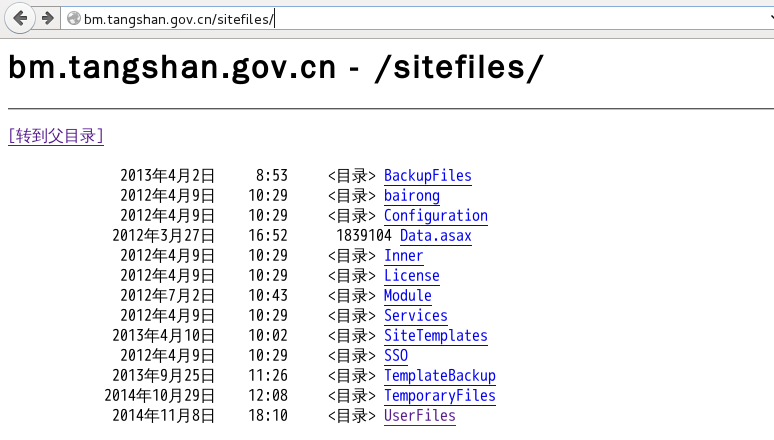 bm.tangshan.gov.cn/sitefiles/
bm.tangshan.gov.cn - /sitefiles/
[转到父目录]
2013年4月2日 8:53 <目录> BackupFiles
2012年4月9日 10:29 <目录> bairong
2012年4月9日 10:29 <目录> Configuration
2012年3月27日 16:52 1839104 Data.asax
2012年4月9日 10:29 <目录> Inner
2012年4月9日 10:29 <目录> License
2012年7月2日 10:43 <目录> Module
2012年4月9日 10:29 <目录> Services
2013年4月10日 10:02 <目录> SiteTemplates
2012年4月9日 10:29 <目录> SSO
2013年9月25日 11:26 <目录> TemplateBackup
2014年10月29日 12:08 <目录> TemporaryFiles
2014年11月8日 18:10 <目录> UserFiles